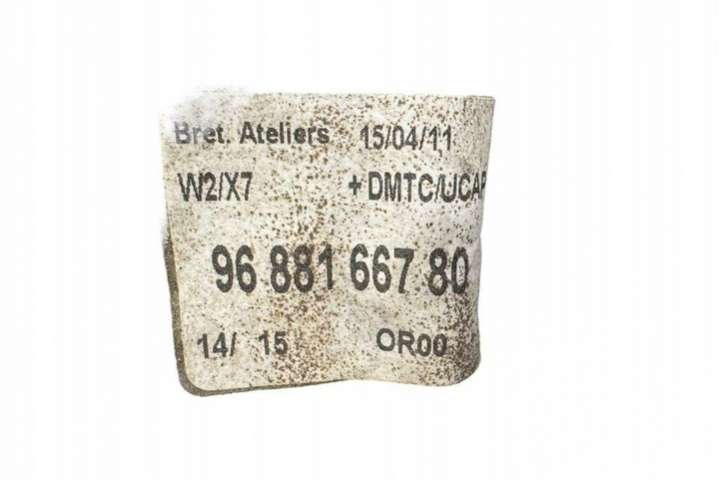 Bret. Ateliers 15/04/11
W2/X7 + DMTC/UCAP
96 881 667 80
14/ 15 OR00